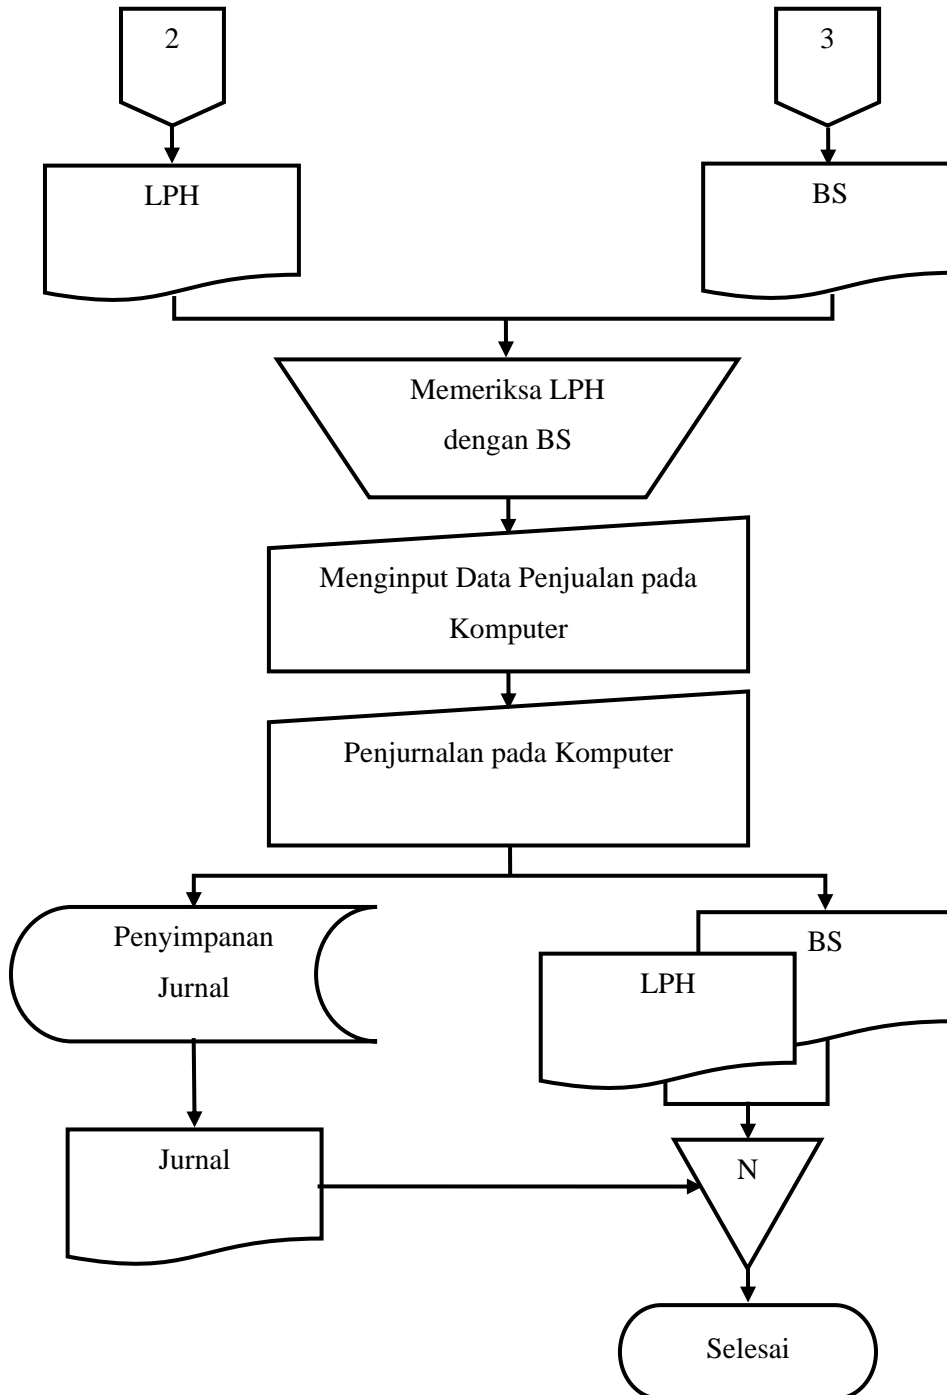 2
3
LPH
BS
Memeriksa LPH
dengan BS
Menginput Data Penjualan pada
Komputer
Penjurnalan pada Komputer
Penyimpanan
Jurnal
BS
LPH
Jurnal
N
Selesai